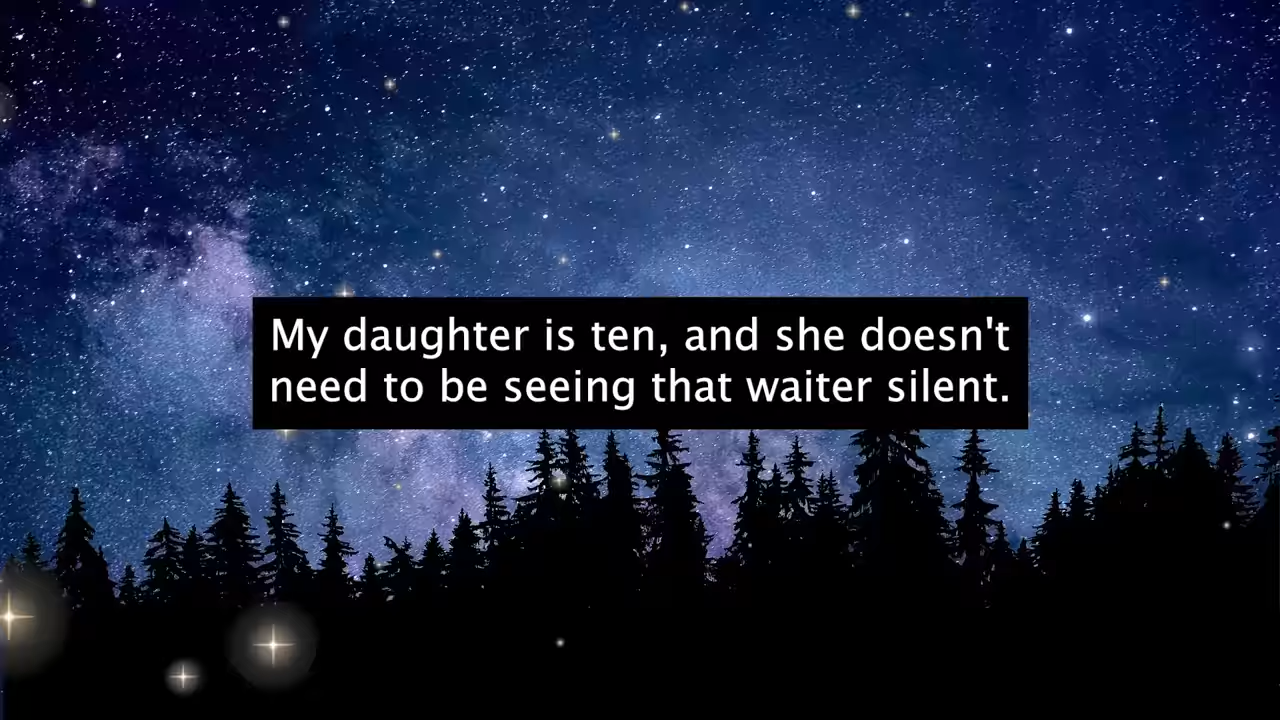 My daughter is ten, and she doesn't
need to be seeing that waiter silent.